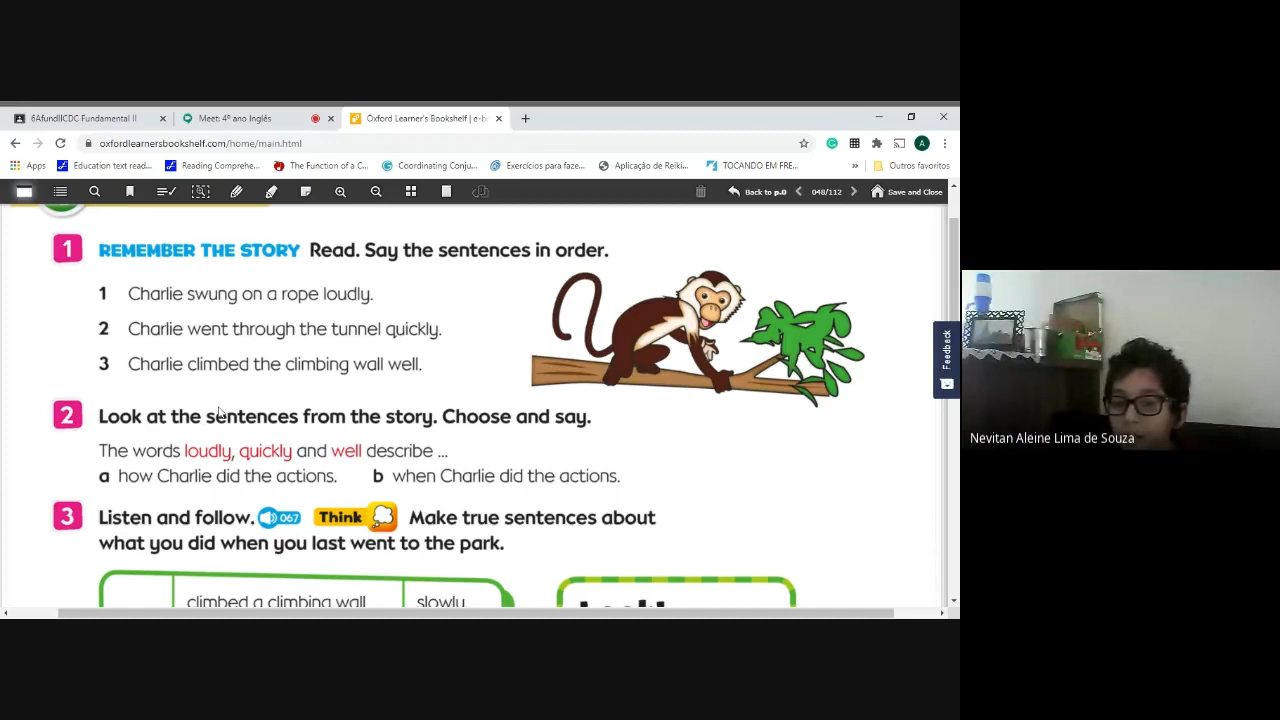 6AfundIICDC Fundamental II
Meet: 4º ano Inglês
Oxford Learner's Bookshelf | e-b
oxfordlearnersbookshelf.com/home/main.html
A
Apps
Education text read...
Reading Comprehe...
The Function of a C...
Coordinating Conju...
Exercícios para faze...
Aplicação de Reiki...
TOCANDO EM FRE...
»
Outros favoritos
Back to p.0
048/112
Save and Close
1 REMEMBER THE STORY Read. Say the sentences in order.
1 Charlie swung on a rope loudly.
2 Charlie went through the tunnel quickly.
3 Charlie climbed the climbing wall well.
Feedback
2 Look at the sentences from the story. Choose and say.
The words loudly, quickly and well describe ...
a how Charlie did the actions. b when Charlie did the actions.
3 Listen and follow. 067 Think Make true sentences about
what you did when you last went to the park.
climbed a climbing wall slowly.
Look!
Nevitan Aleine Lima de Souza